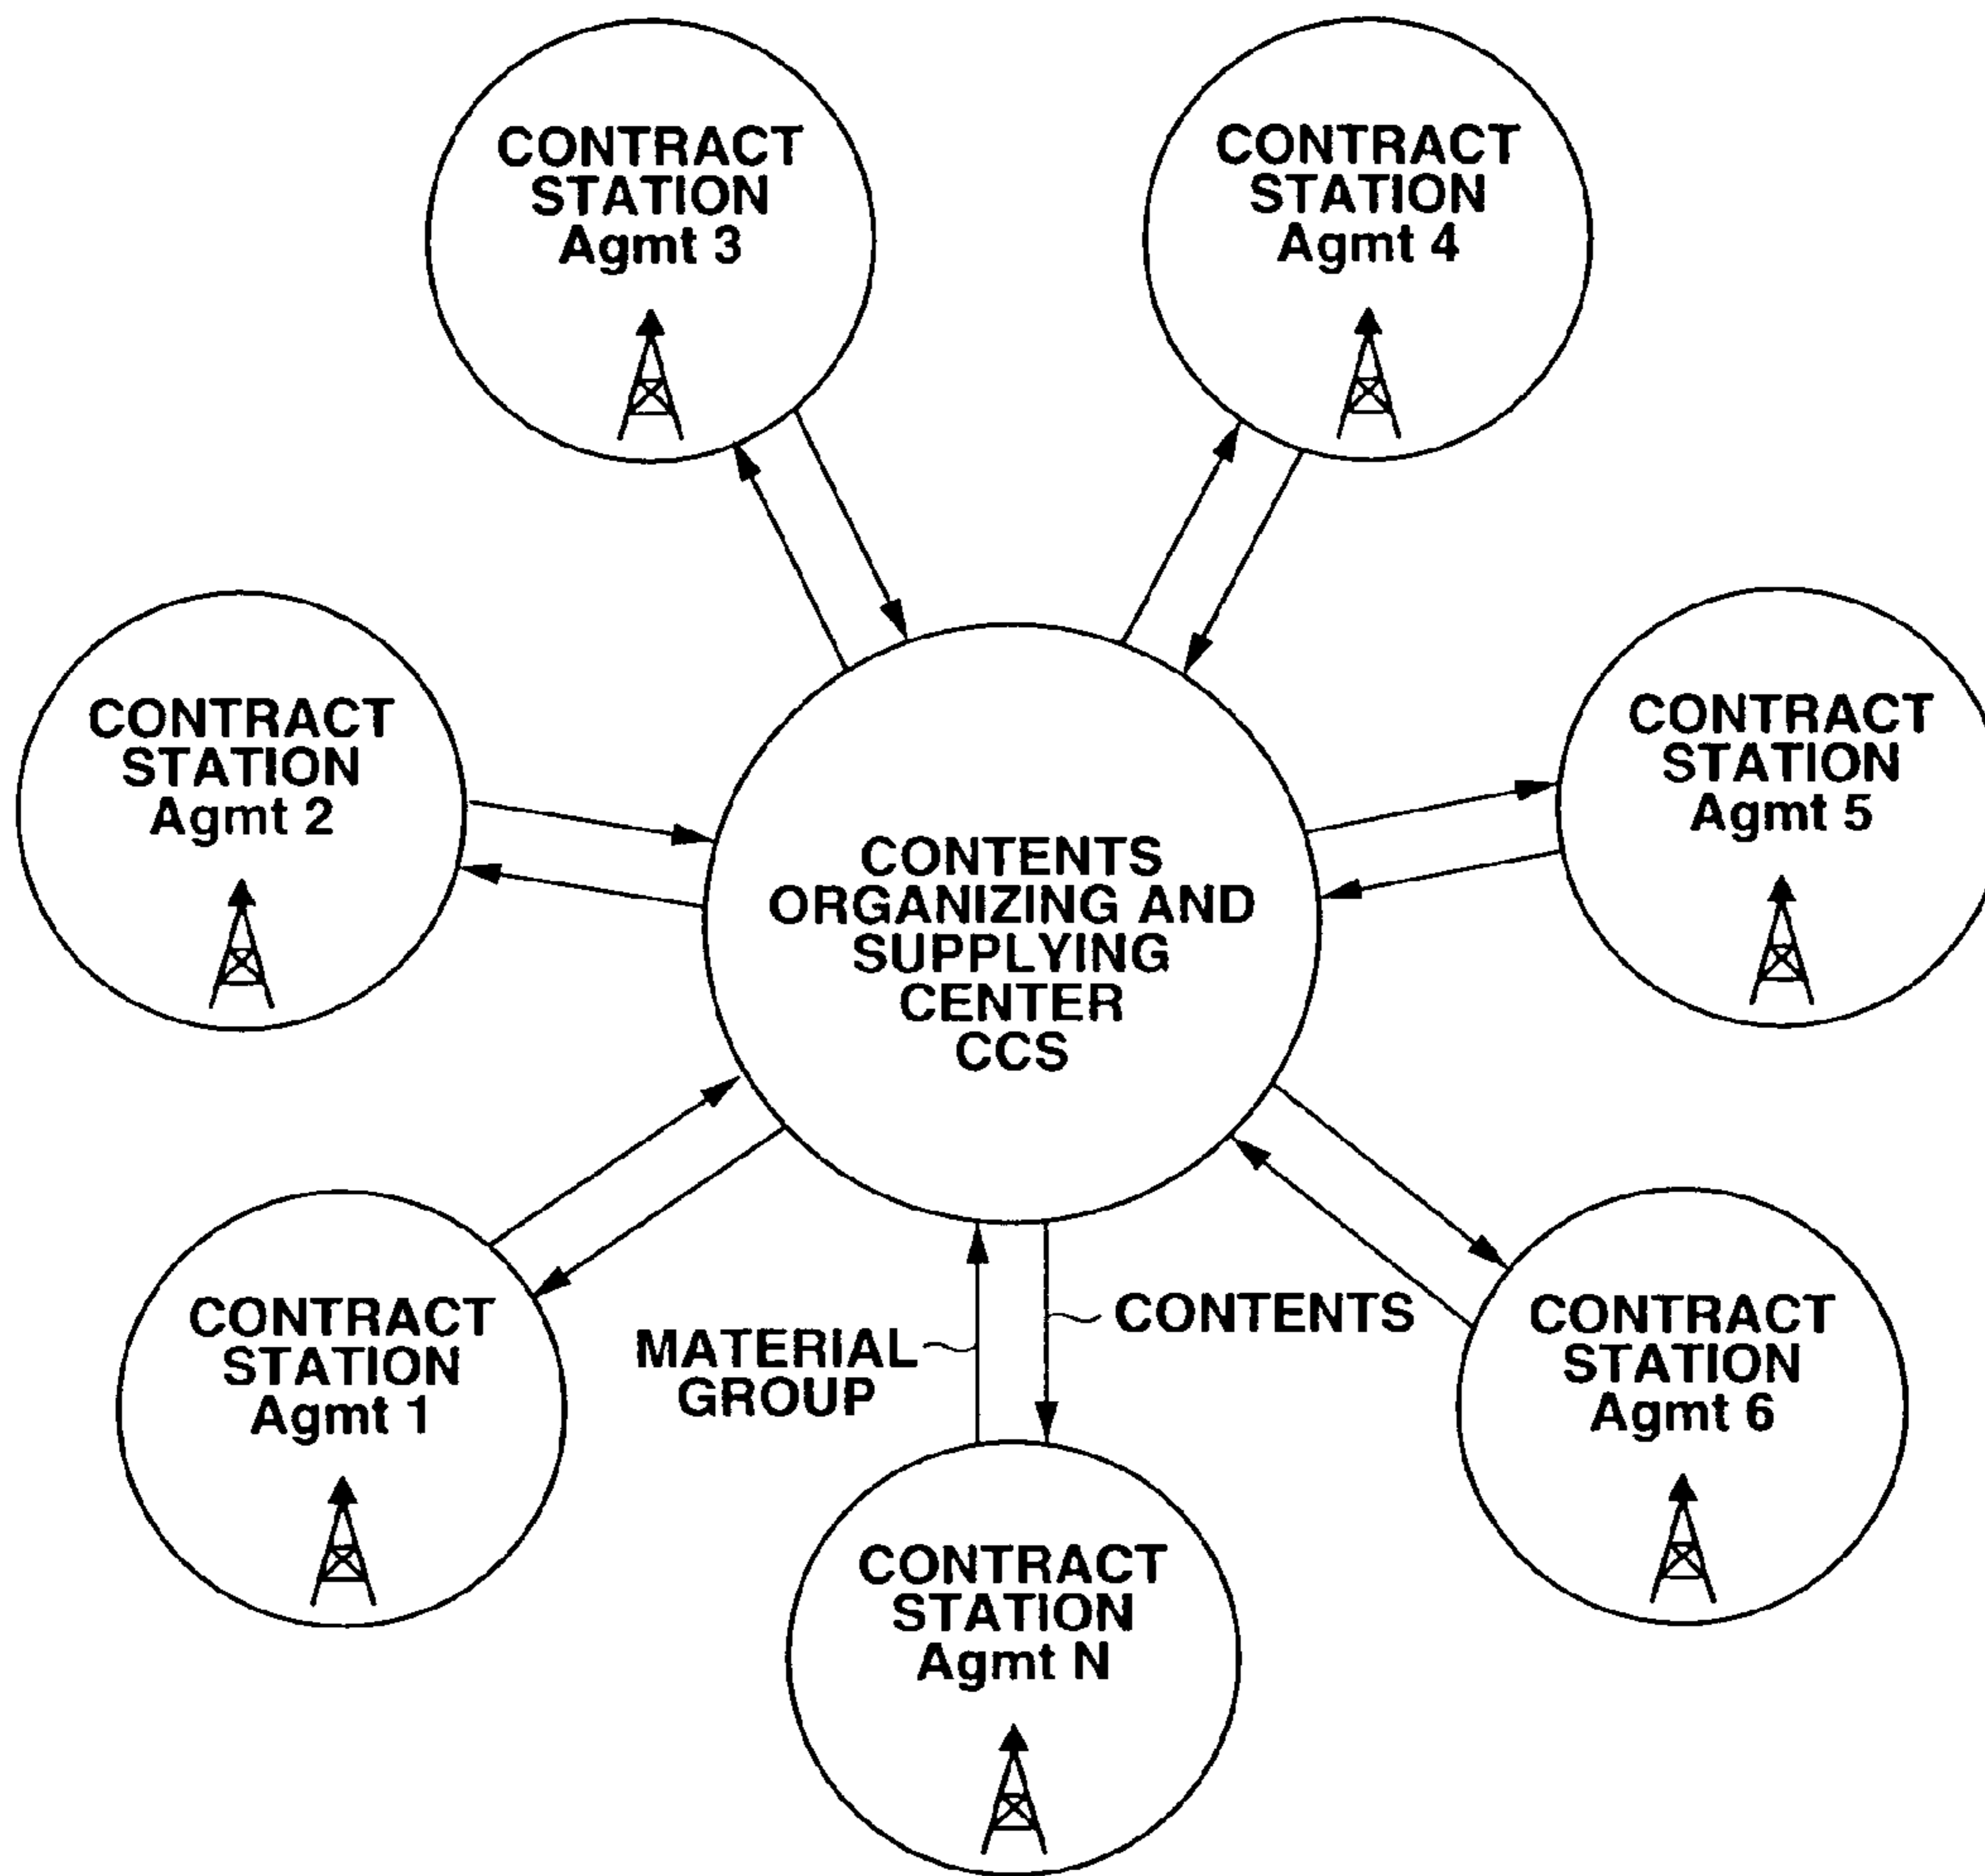 CONTRACT
STATION
Agmt 3
CONTRACT
STATION
Agmt 4
CONTRACT
STATION
Agmt 2
CONTRACT
STATION
Agmt 5
CONTENTS
ORGANIZING AND
SUPPLYING
CENTER
CCS
CONTRACT
STATION
Agmt 1
MATERIAL
GROUP
CONTENTS
CONTRACT
STATION
Agmt 6
CONTRACT
STATION
Agmt N